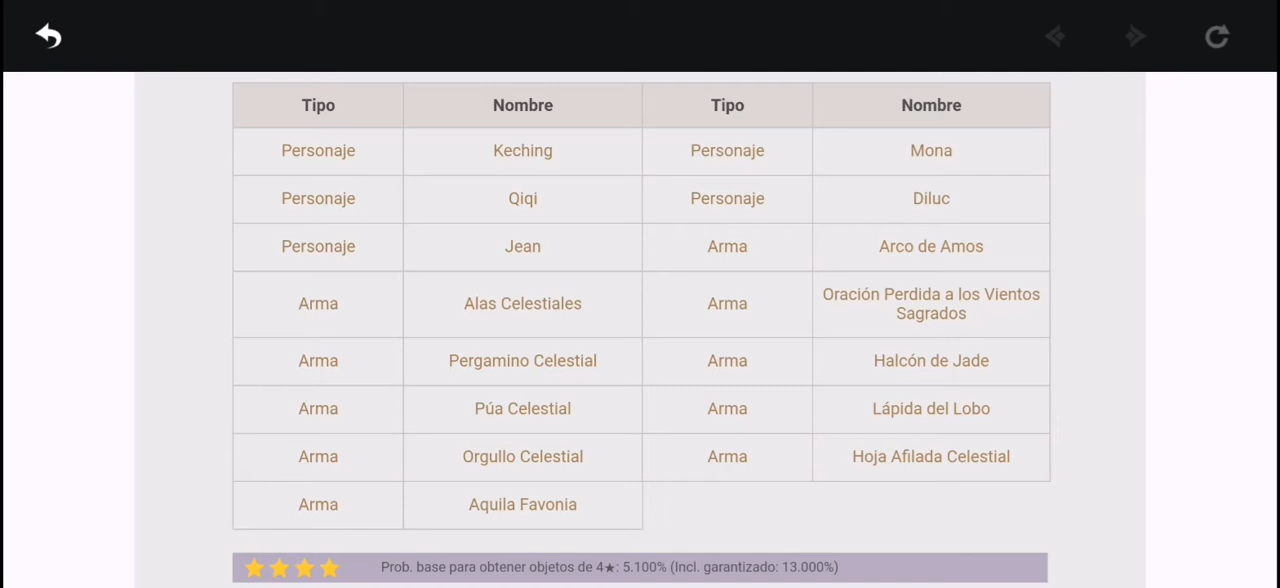 Tipo Nombre Tipo Nombre
Personaje Keching Personaje Mona
Personaje Qiqi Personaje Diluc
Personaje Jean Arma Arco de Amos
Arma Alas Celestiales Arma Oración Perdida a los Vientos
Sagrados
Arma Pergamino Celestial Arma Halcón de Jade
Arma Púa Celestial Arma Lápida del Lobo
Arma Orgullo Celestial Arma Hoja Afilada Celestial
Arma Aquila Favonia
Prob. base para obtener objetos de 4★: 5.100% (Incl. garantizado: 13.000%)